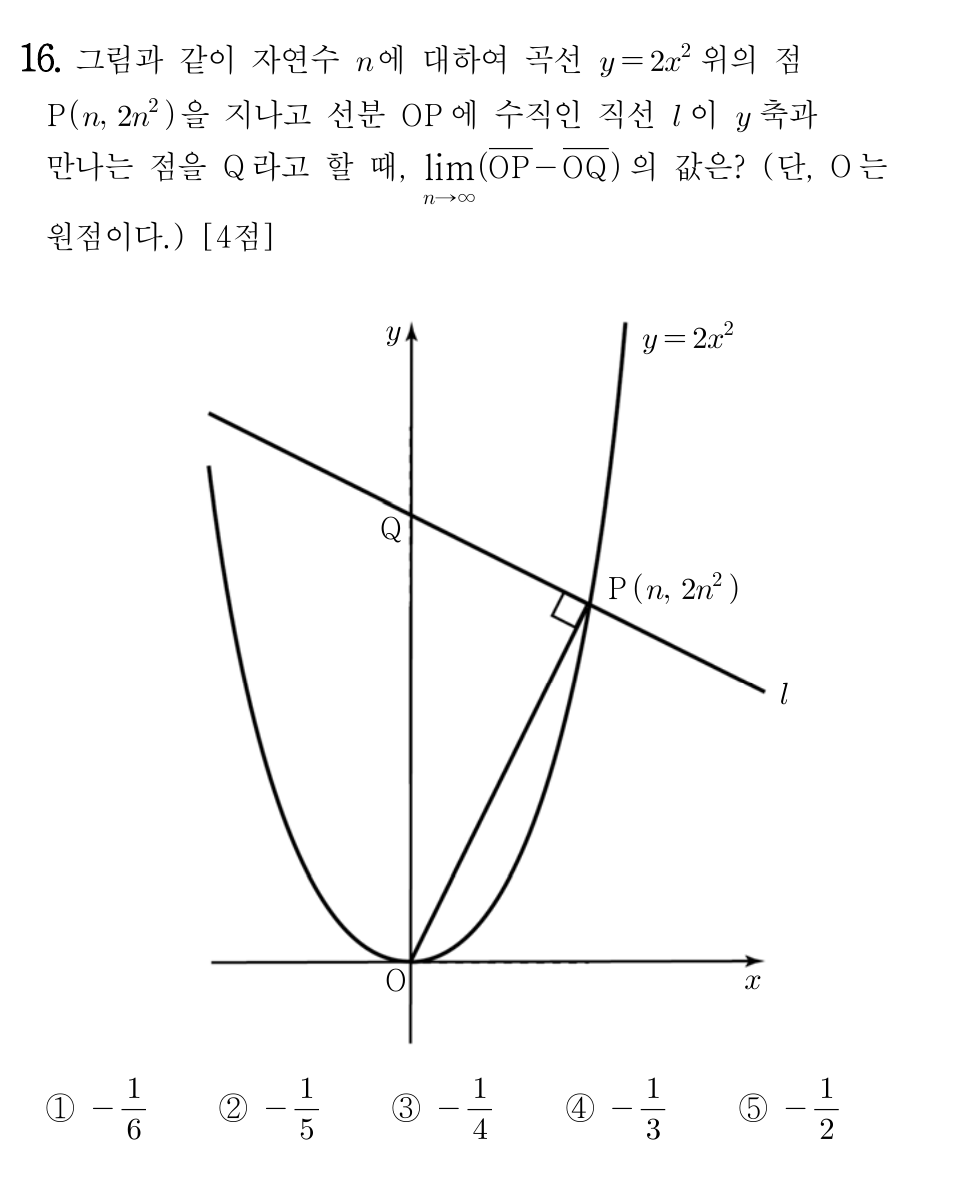 16. 그림과 같이 자연수 n에 대하여 곡선 y=2x² 위의 점
P(n, 2n²)을 지나고 선분 OP에 수직인 직선 l이 y축과
만나는 점을 Q라고 할 때, lim_{n→∞}(O͞P͞−O͞Q͞)의 값은? (단, O는
원점이다.) [4점]
y
y=2x²
Q
P(n, 2n²)
l
O
x
① −1/6 ② −1/5 ③ −1/4 ④ −1/3 ⑤ −1/2